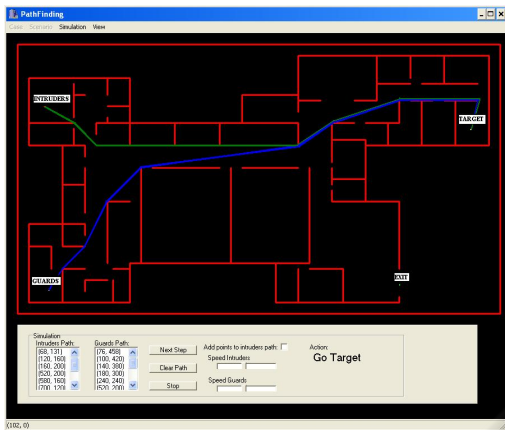 PathFinding
Case Scenario Simulation View
INTRUDERS
TARGET
GUARDS
EXIT
Simulation
Intruders Path: Guards Path: Add points to intruders path: Action:
(68, 131) (76, 458) Next Step Speed Intruders Go Target
(120, 160) (100, 420)
(160, 200) (140, 380) Clear Path
(520, 200) (180, 300) Speed Guards
(580, 160) (240, 240) Stop
(700, 120) (520, 200)
(102, 0)